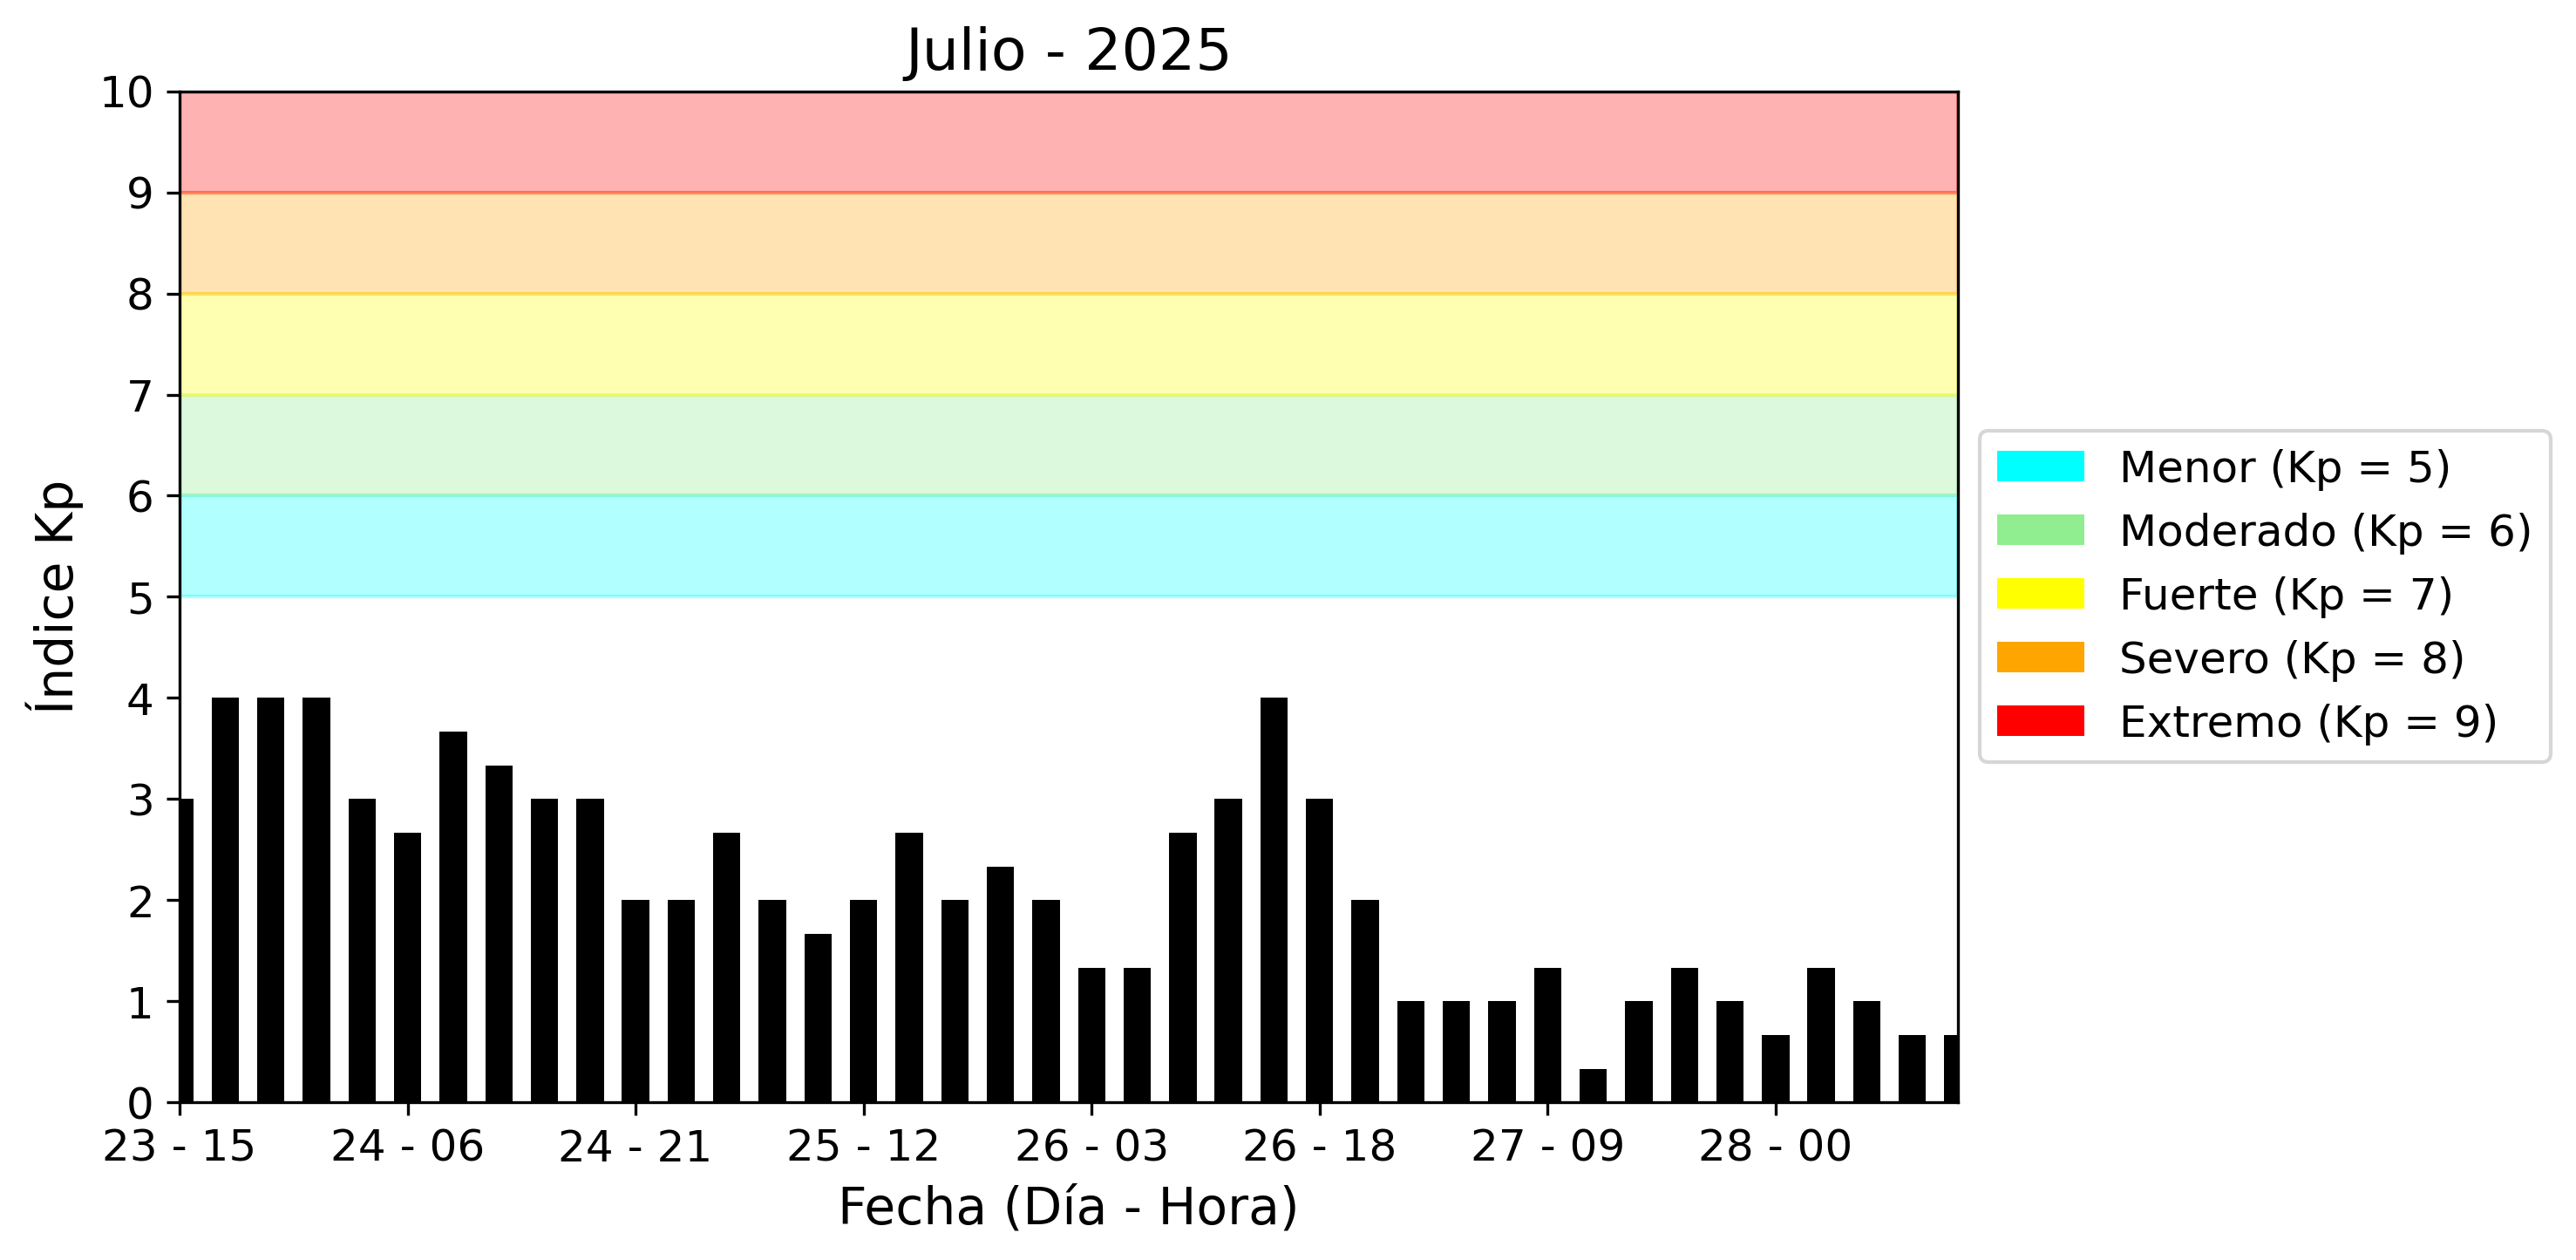 Julio - 2025
Índice Kp
10
9
8
7
6
5
4
3
2
1
0
23 - 15
24 - 06
24 - 21
25 - 12
26 - 03
26 - 18
27 - 09
28 - 00
Fecha (Día - Hora)
Menor (Kp = 5)
Moderado (Kp = 6)
Fuerte (Kp = 7)
Severo (Kp = 8)
Extremo (Kp = 9)